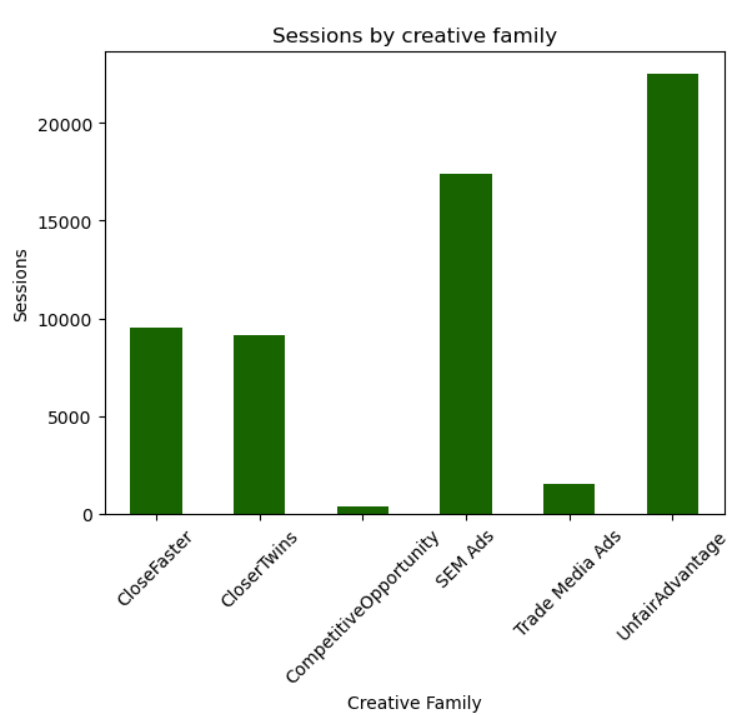 Sessions by creative family
Sessions
20000
15000
10000
5000
0
CloseFaster
CloserTwins
CompetitiveOpportunity
SEM Ads
Trade Media Ads
UnfairAdvantage
Creative Family